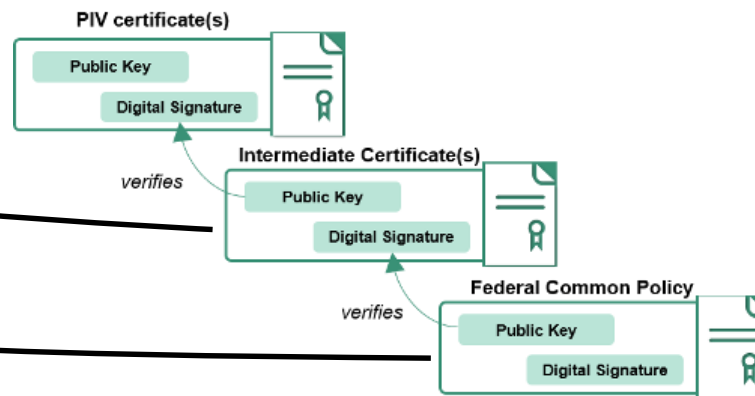 PIV certificate(s)
Public Key
Digital Signature
verifies
Intermediate Certificate(s)
Public Key
Digital Signature
verifies
Federal Common Policy
Public Key
Digital Signature